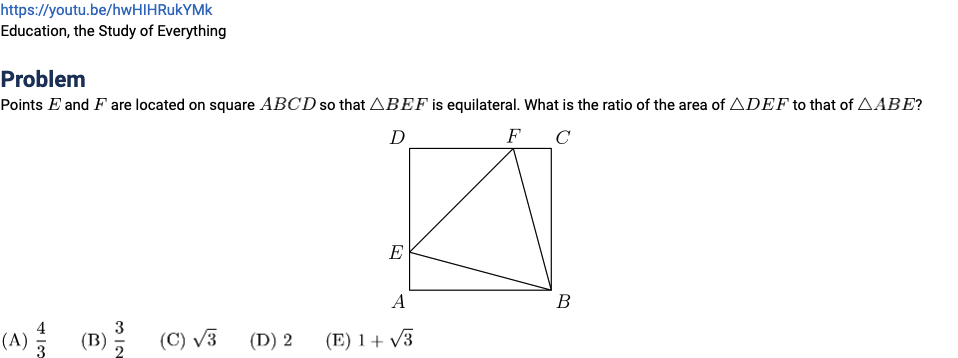 https://youtu.be/hwHIHRukYMk
Education, the Study of Everything
Problem
Points E and F are located on square ABCD so that △BEF is equilateral. What is the ratio of the area of △DEF to that of △ABE?
D F C
E
A B
(A) 4/3 (B) 3/2 (C) √3 (D) 2 (E) 1 + √3